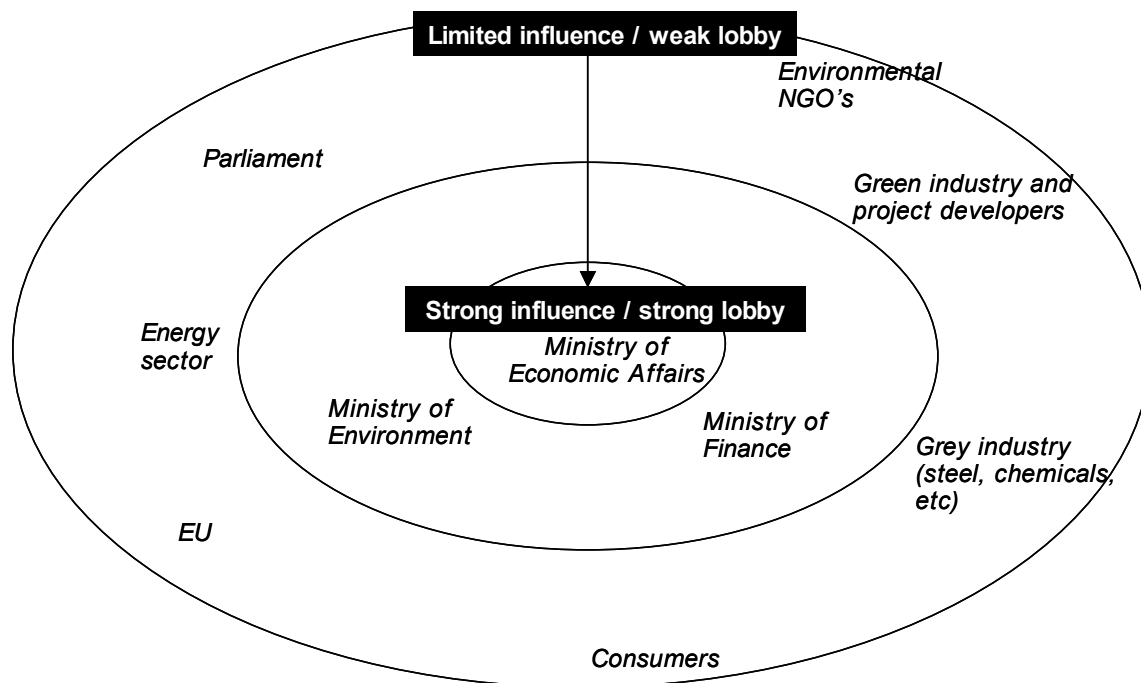 Limited influence / weak lobby
Environmental
NGO’s
Parliament
Green industry and
project developers
Strong influence / strong lobby
Energy
sector
Ministry of
Economic Affairs
Ministry of
Environment
Ministry of
Finance
Grey industry
(steel, chemicals,
etc)
EU
Consumers